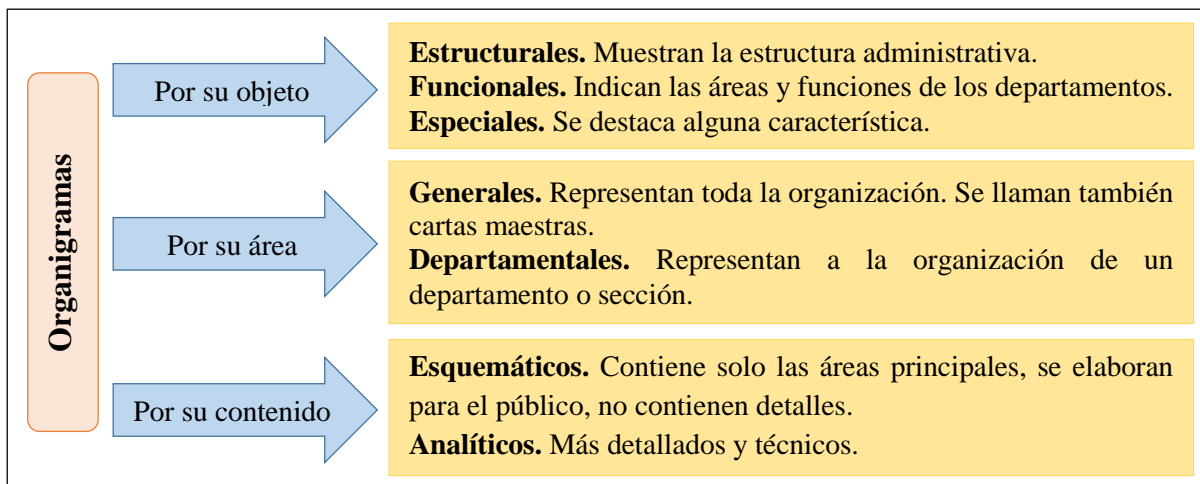 Organigramas
Por su objeto
Estructurales. Muestran la estructura administrativa.
Funcionales. Indican las áreas y funciones de los departamentos.
Especiales. Se destaca alguna característica.
Por su área
Generales. Representan toda la organización. Se llaman también
cartas maestras.
Departamentales. Representan a la organización de un
departamento o sección.
Por su contenido
Esquemáticos. Contiene solo las áreas principales, se elaboran
para el público, no contienen detalles.
Analíticos. Más detallados y técnicos.